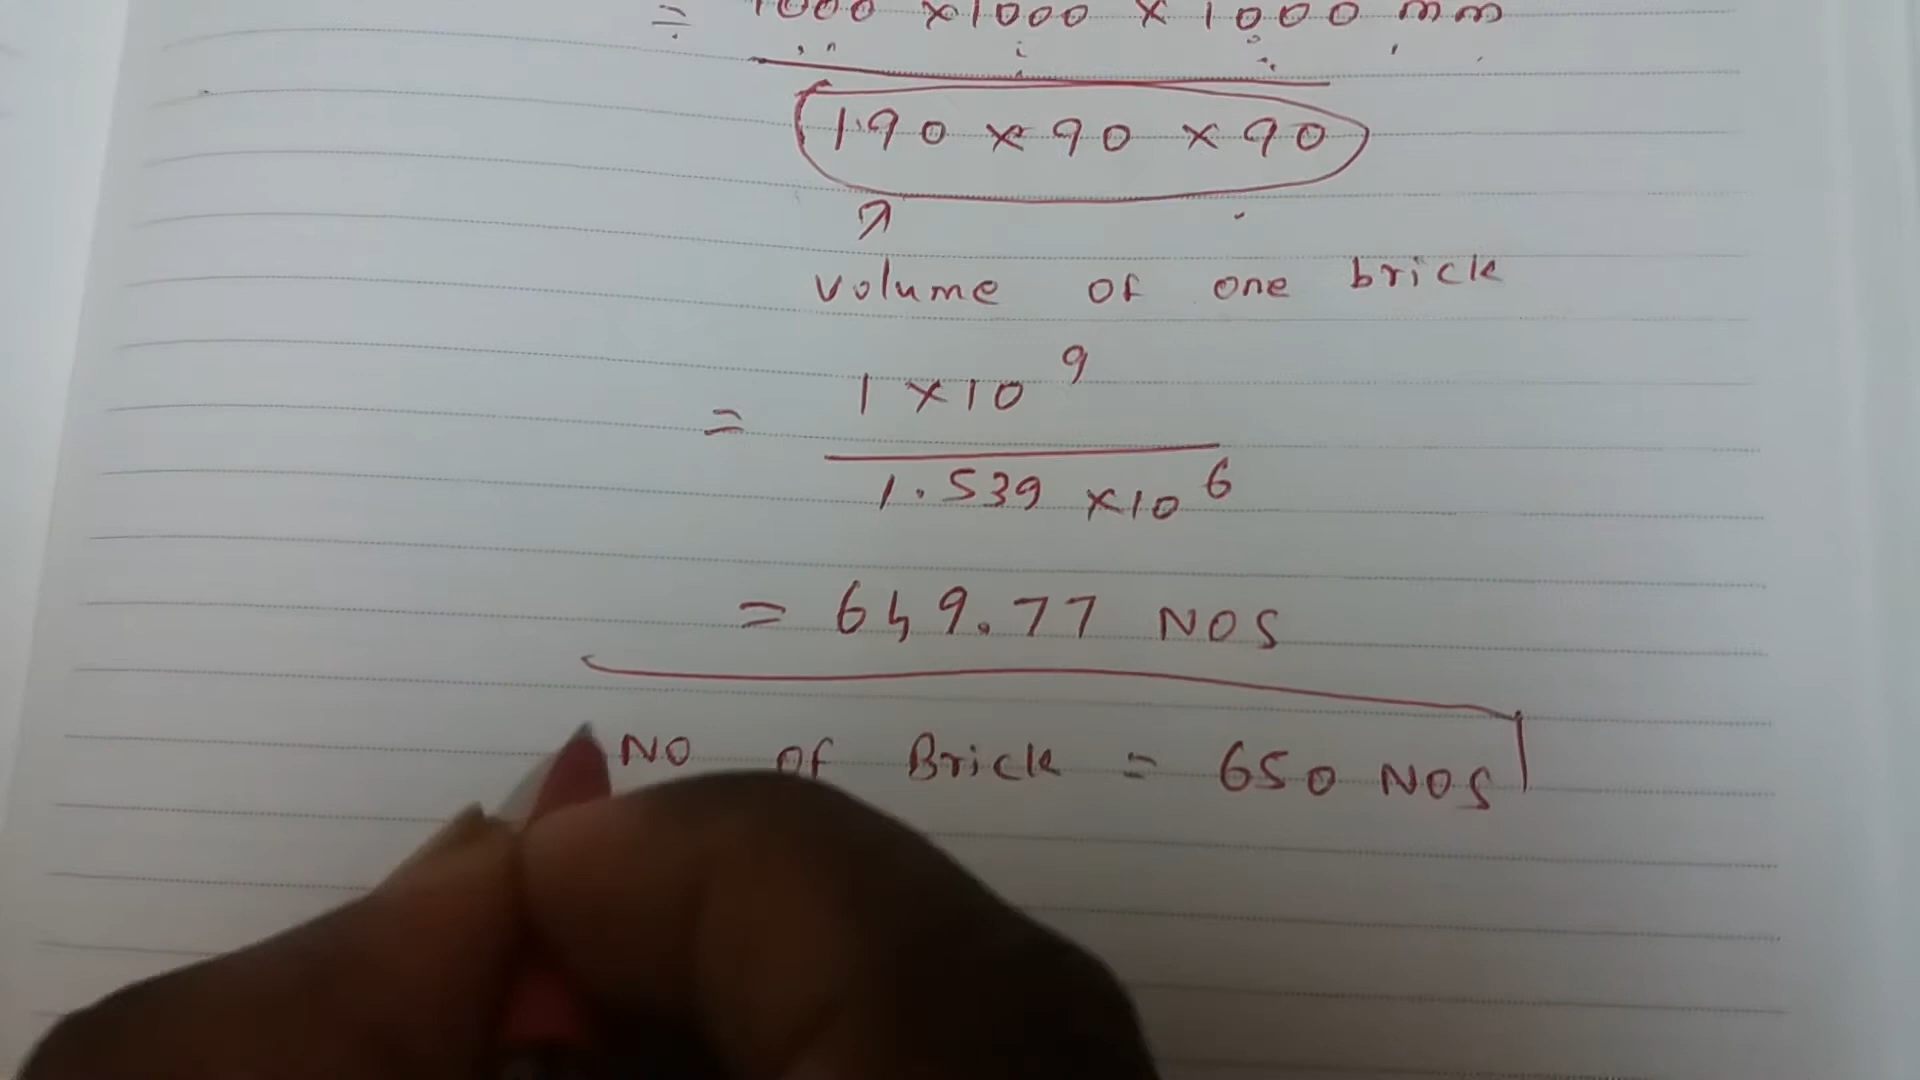 = 1000 × 1000 × 1000 mm
190 × 90 × 90
volume of one brick
= 1 × 10⁹
1.539 × 10⁶
= 649.77 NOS
NO of Brick = 650 NOS